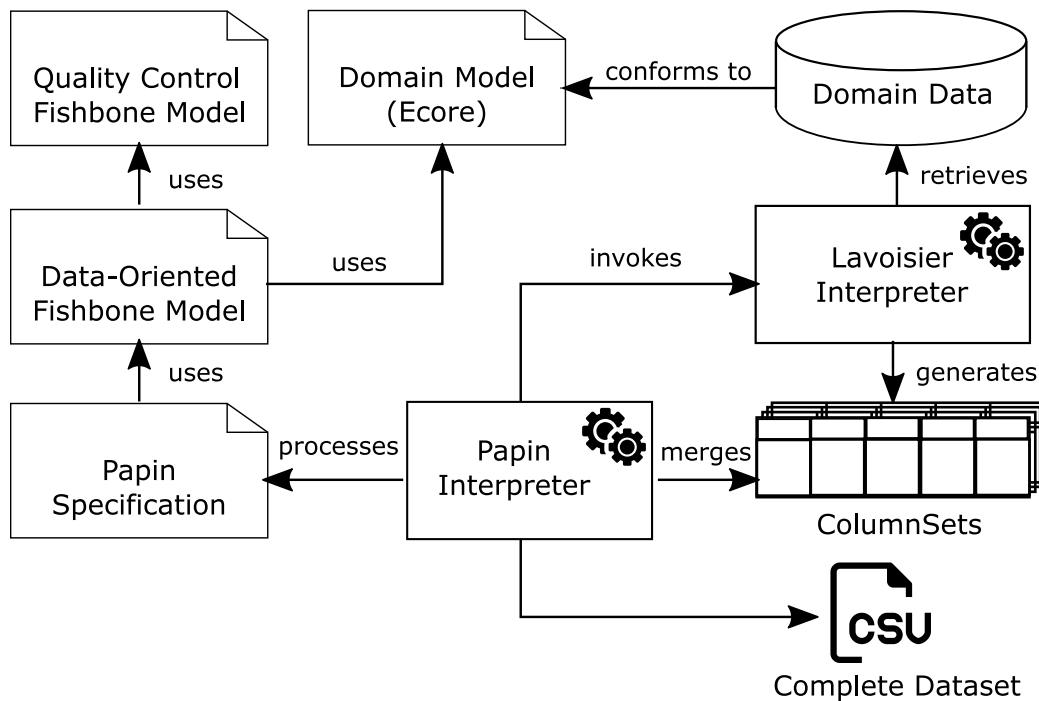 Quality Control
Fishbone Model
Domain Model
(Ecore)
conforms to
Domain Data
uses
retrieves
Data-Oriented
Fishbone Model
uses
invokes
Lavoisier
Interpreter
uses
generates
Papin
Specification
processes
Papin
Interpreter
merges
ColumnSets
CSV
Complete Dataset